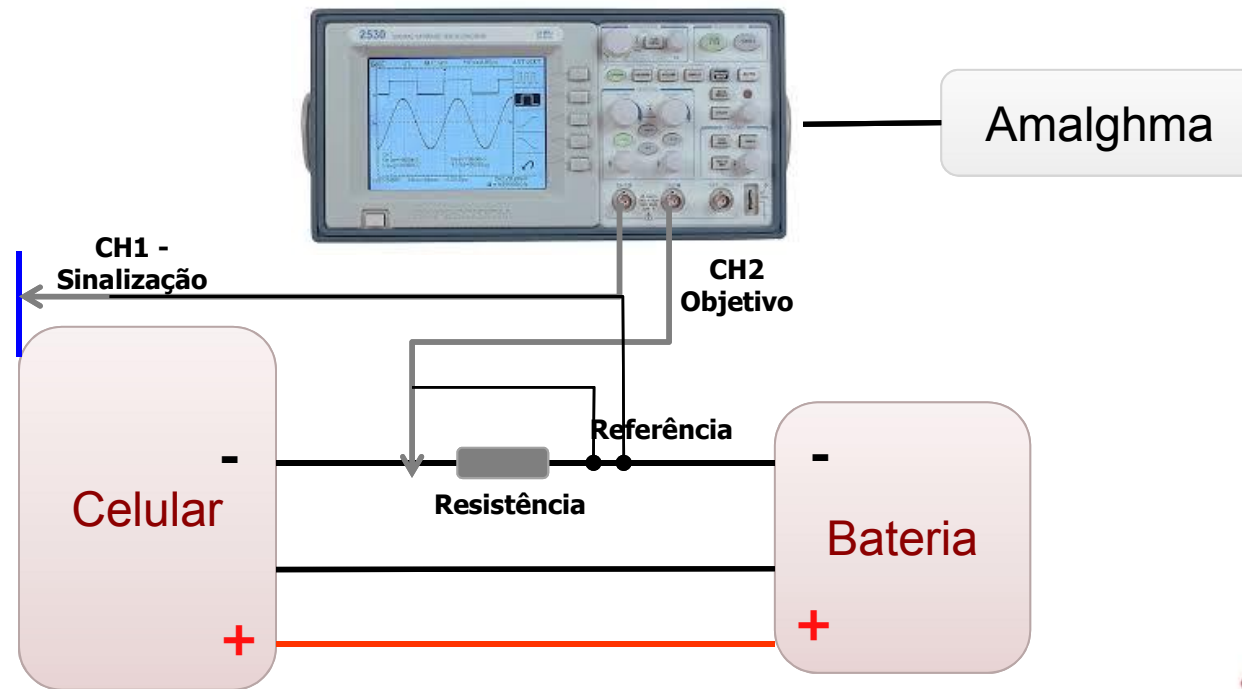 2530
Amalghma
CH1 -
Sinalização
CH2
Objetivo
Referência
-
-
Resistência
Celular
Bateria
+
+